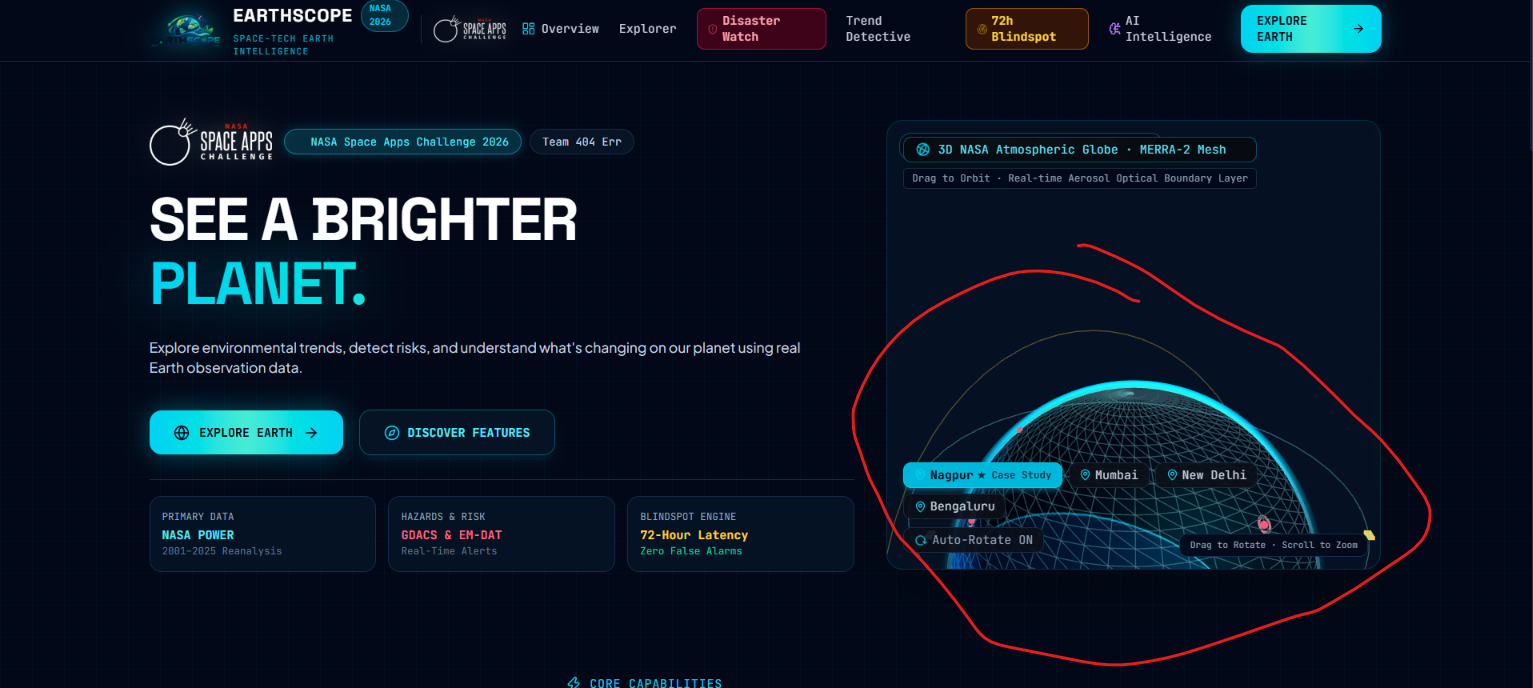 EARTHSCOPE
SPACE-TECH EARTH
INTELLIGENCE
NASA
2026
NASA
SPACE APPS
CHALLENGE
Overview
Explorer
Disaster
Watch
Trend
Detective
72h
Blindspot
AI
Intelligence
EXPLORE
EARTH
NASA
SPACE APPS
CHALLENGE
NASA Space Apps Challenge 2026
Team 404 Err
SEE A BRIGHTER
PLANET.
Explore environmental trends, detect risks, and understand what's changing on our planet using real
Earth observation data.
EXPLORE EARTH →
DISCOVER FEATURES
PRIMARY DATA
NASA POWER
2001–2025 Reanalysis
HAZARDS & RISK
GDACS & EM-DAT
Real-Time Alerts
BLINDSPOT ENGINE
72-Hour Latency
Zero False Alarms
3D NASA Atmospheric Globe · MERRA-2 Mesh
Drag to Orbit · Real-time Aerosol Optical Boundary Layer
Nagpur ★ Case Study
Mumbai
New Delhi
Bengaluru
Auto-Rotate ON
Drag to Rotate · Scroll to Zoom
CORE CAPABILITIES